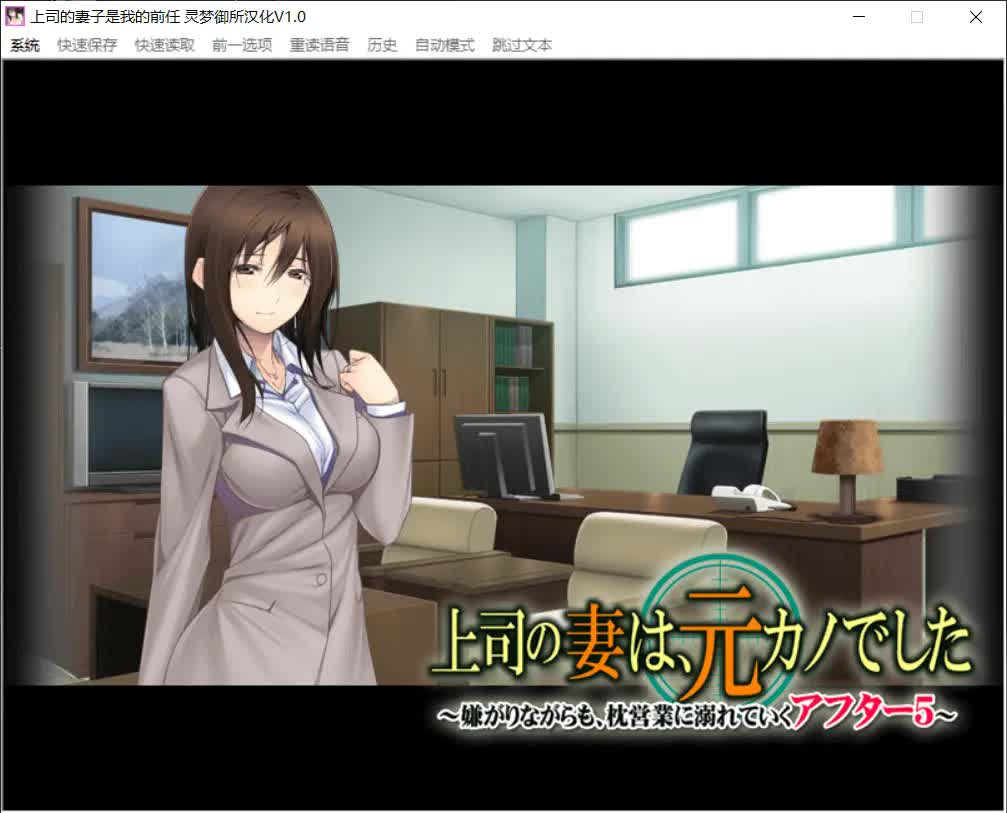 上司的妻子是我的前任 灵梦御所汉化V1.0
系统 快速保存 快速读取 前一选项 重读语音 历史 自动模式 跳过文本
上司の妻は、元カノでした
～嫌がりながらも、枕営業に溺れていくアフター5～